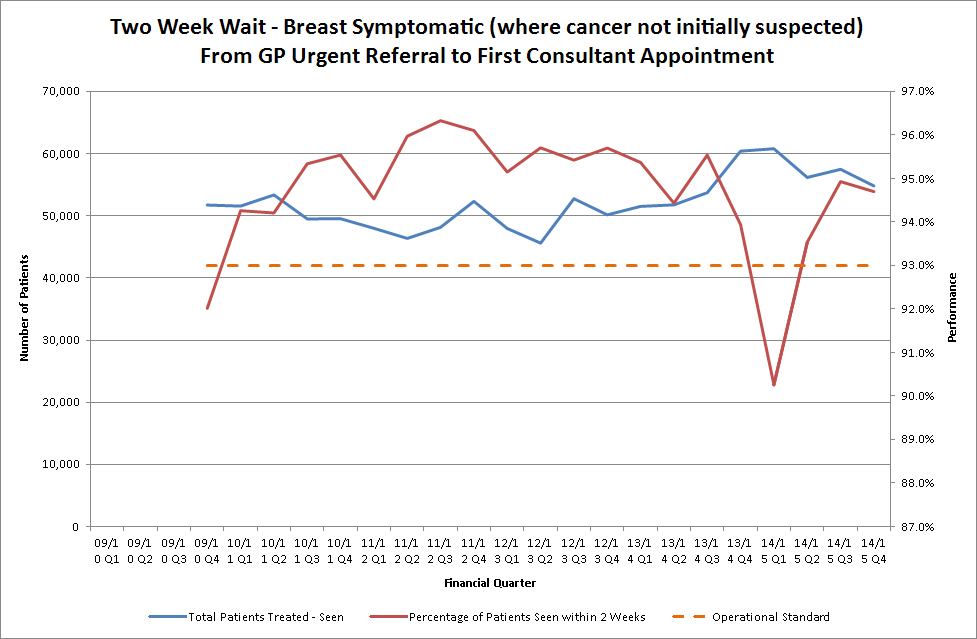 Two Week Wait - Breast Symptomatic (where cancer not initially suspected)
From GP Urgent Referral to First Consultant Appointment
70,000
60,000
50,000
40,000
30,000
20,000
10,000
0
Number of Patients
97.0%
96.0%
95.0%
94.0%
93.0%
92.0%
91.0%
90.0%
89.0%
88.0%
87.0%
Performance
09/1 09/1 09/1 09/1 10/1 10/1 10/1 10/1 11/1 11/1 11/1 11/1 12/1 12/1 12/1 12/1 13/1 13/1 13/1 13/1 14/1 14/1 14/1 14/1
0 Q1 0 Q2 0 Q3 0 Q4 1 Q1 1 Q2 1 Q3 1 Q4 2 Q1 2 Q2 2 Q3 2 Q4 3 Q1 3 Q2 3 Q3 3 Q4 4 Q1 4 Q2 4 Q3 4 Q4 5 Q1 5 Q2 5 Q3 5 Q4
Financial Quarter
Total Patients Treated - Seen
Percentage of Patients Seen within 2 Weeks
Operational Standard